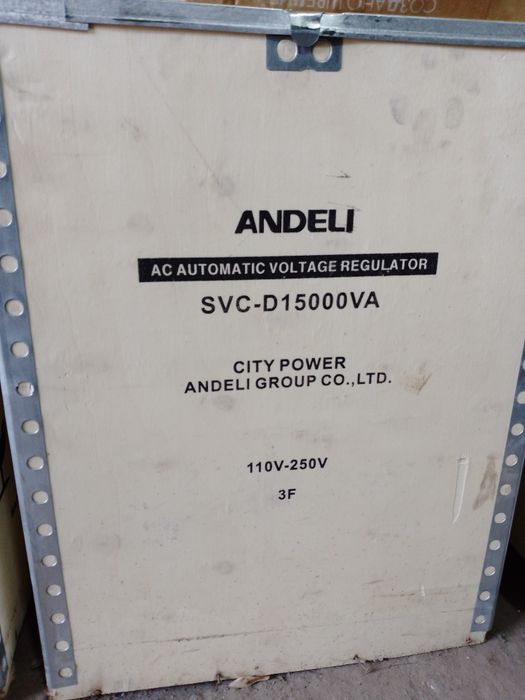 ANDELI
AC AUTOMATIC VOLTAGE REGULATOR
SVC-D15000VA
CITY POWER
ANDELI GROUP CO.,LTD.
110V-250V
3F